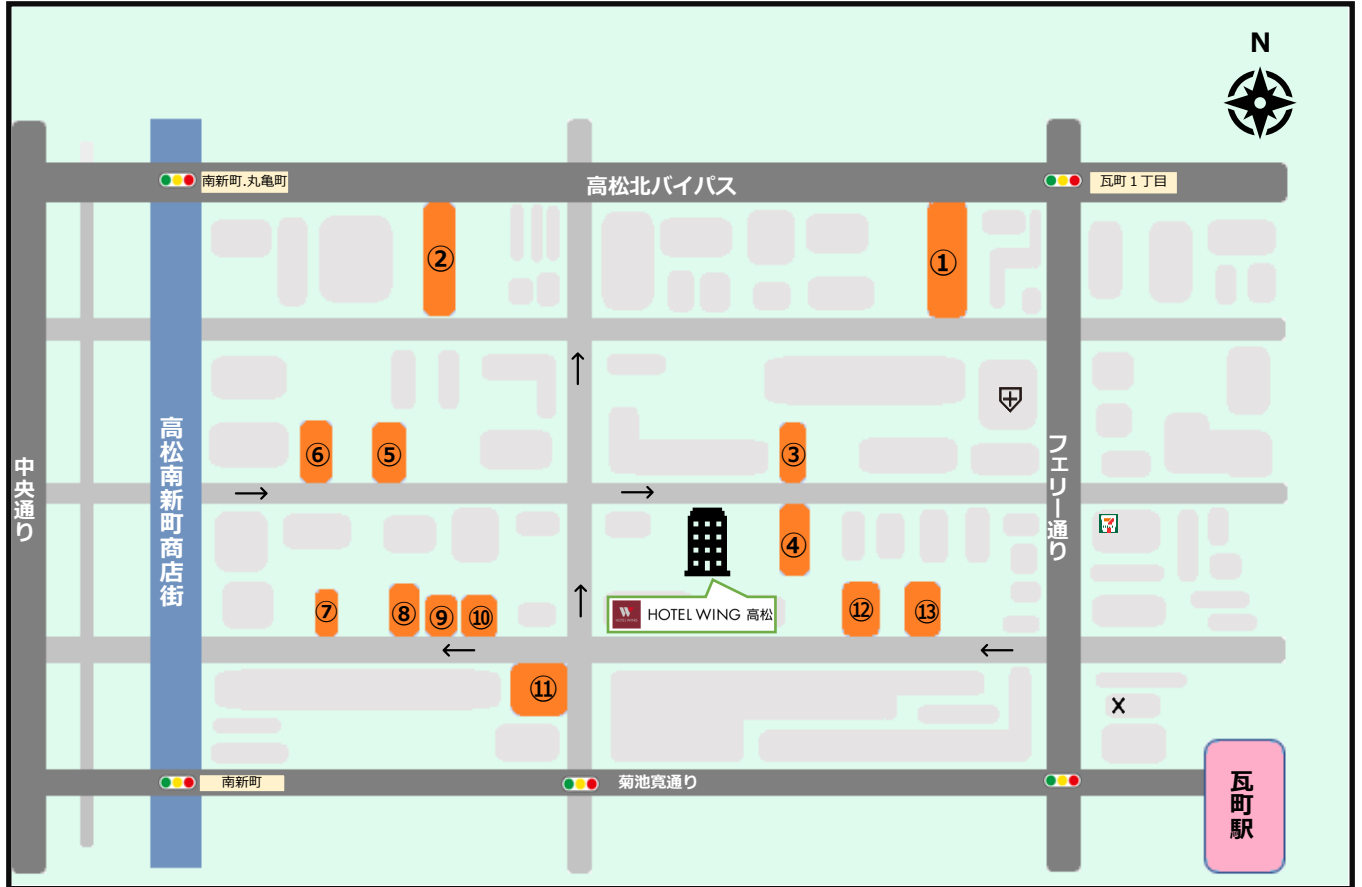 N
南新町.丸亀町
高松北バイパス
瓦町１丁目
②
①
高松南新町商店街
中央通り
フェリー通り
⑥
⑤
③
④
7
⑦
⑧
⑨
⑩
W
HOTEL WING 高松
⑫
⑬
⑪
X
南新町
菊池寛通り
瓦町駅